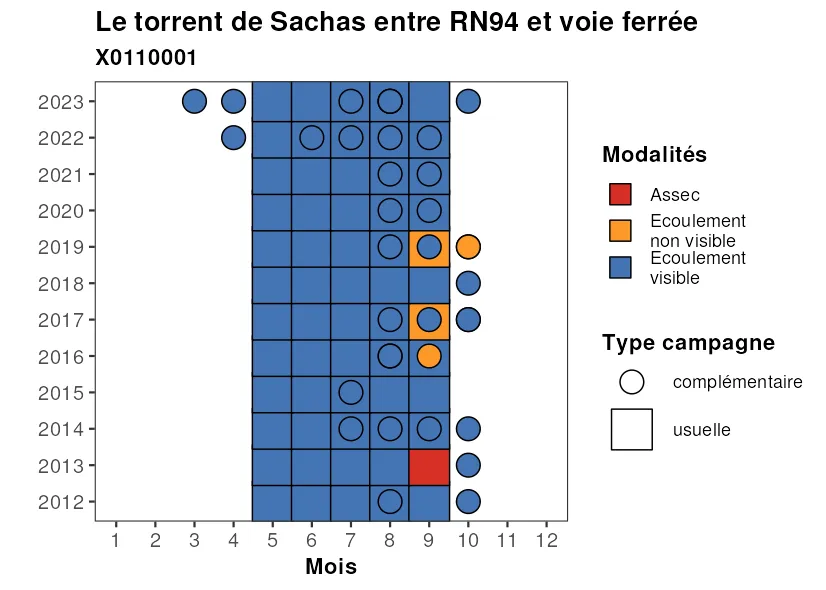 Le torrent de Sachas entre RN94 et voie ferrée
X0110001
2023
2022
2021
2020
2019
2018
2017
2016
2015
2014
2013
2012
1 2 3 4 5 6 7 8 9 10 11 12
Mois
Modalités
Assec
Ecoulement
non visible
Ecoulement
visible
Type campagne
complémentaire
usuelle